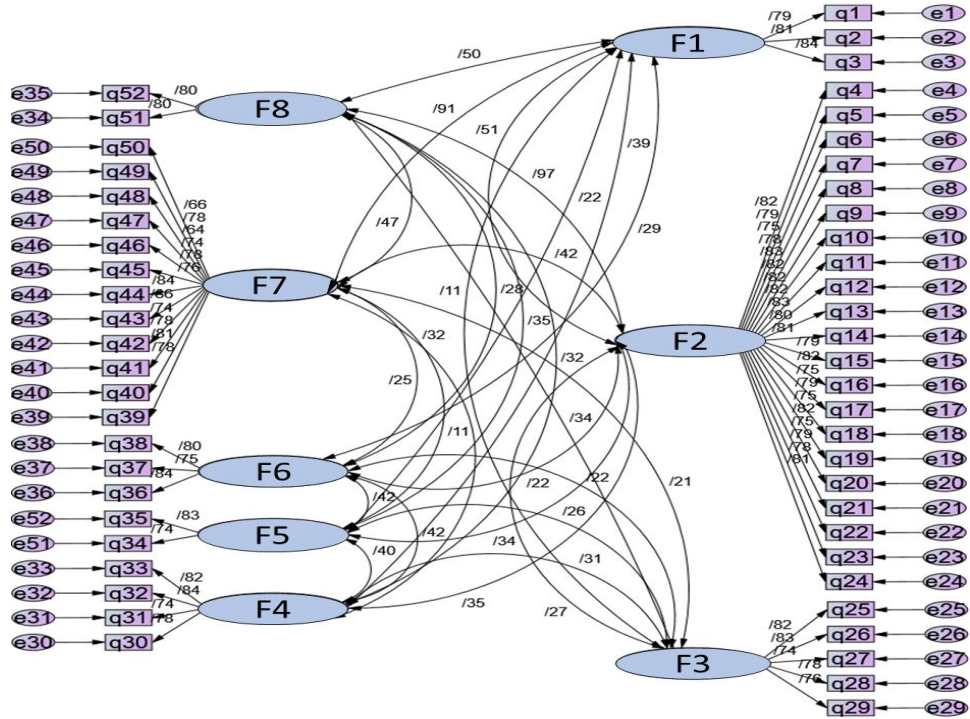 /79 q1 e1
/81 q2 e2
/84 q3 e3
F1
/50
e35 q52 /80
e34 q51 /80
F8
q4 e4
q5 e5
q6 e6
q7 e7
q8 e8
q9 e9
q10 e10
q11 e11
q12 e12
q13 e13
q14 e14
q15 e15
q16 e16
q17 e17
q18 e18
q19 e19
q20 e20
q21 e21
q22 e22
q23 e23
q24 e24
/91
/51
/39
/97
/22
/29
/47
/42
/11
/28
/35
/32
/32
/25
/34
/11
e50 q50
e49 q49
e48 q48
e47 q47
e46 q46
e45 q45
e44 q44
e43 q43
e42 q42
e41 q41
e40 q40
e39 q39
/66
/78
/64
/74
/78
/76
/84
/74
/78
/81
/78
F7
/82
/79
/75
/78
/83
/82
/82
/82
/83
/80
/81
/79
/82
/75
/79
/75
/82
/75
/79
/78
/81
F2
e38 q38 /80
e37 q37 /75
e36 q36 /84
F6
/42
/22
/22
/21
e52 q35 /83
e51 q34 /74
F5
/40
/42
/34
/26
/31
e33 q33 /82
e32 q32 /84
e31 q31 /74
e30 q30 /78
F4
/35
/27
F3
/82 q25 e25
/83 q26 e26
/74 q27 e27
/78 q28 e28
/76 q29 e29